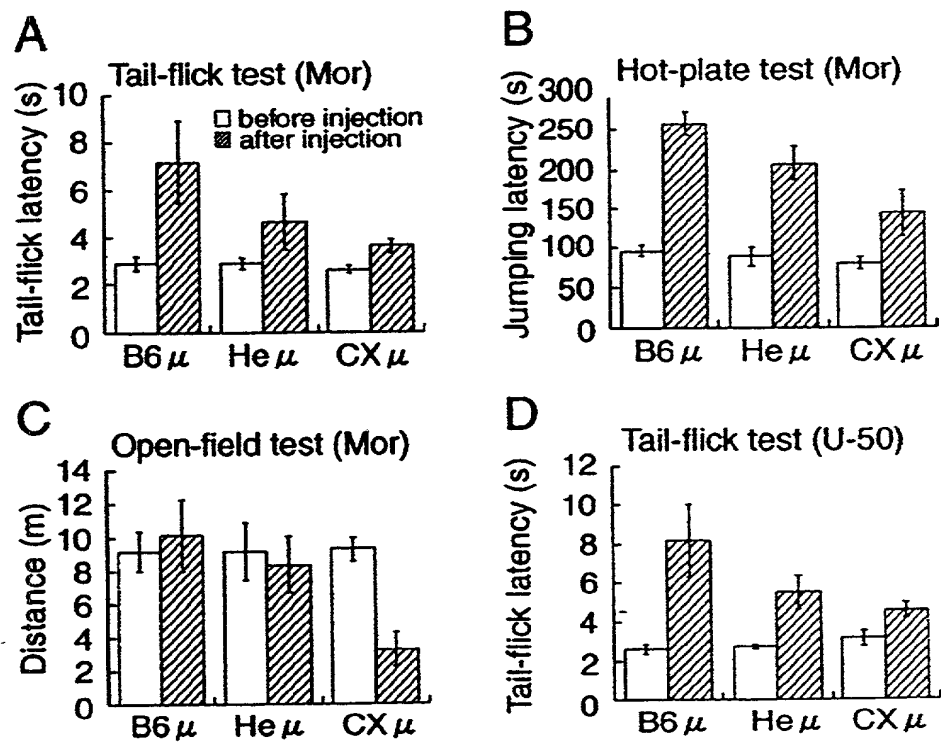 A
Tail-flick test (Mor)
Tail-flick latency (s)
10
8
6
4
2
0
before injection
after injection
B6 μ
He μ
CX μ
B
Hot-plate test (Mor)
Jumping latency (s)
300
250
200
150
100
50
0
B6 μ
He μ
CX μ
C
Open-field test (Mor)
Distance (m)
14
12
10
8
6
4
2
0
B6 μ
He μ
CX μ
D
Tail-flick test (U-50)
Tail-flick latency (s)
12
10
8
6
4
2
0
B6 μ
He μ
CX μ